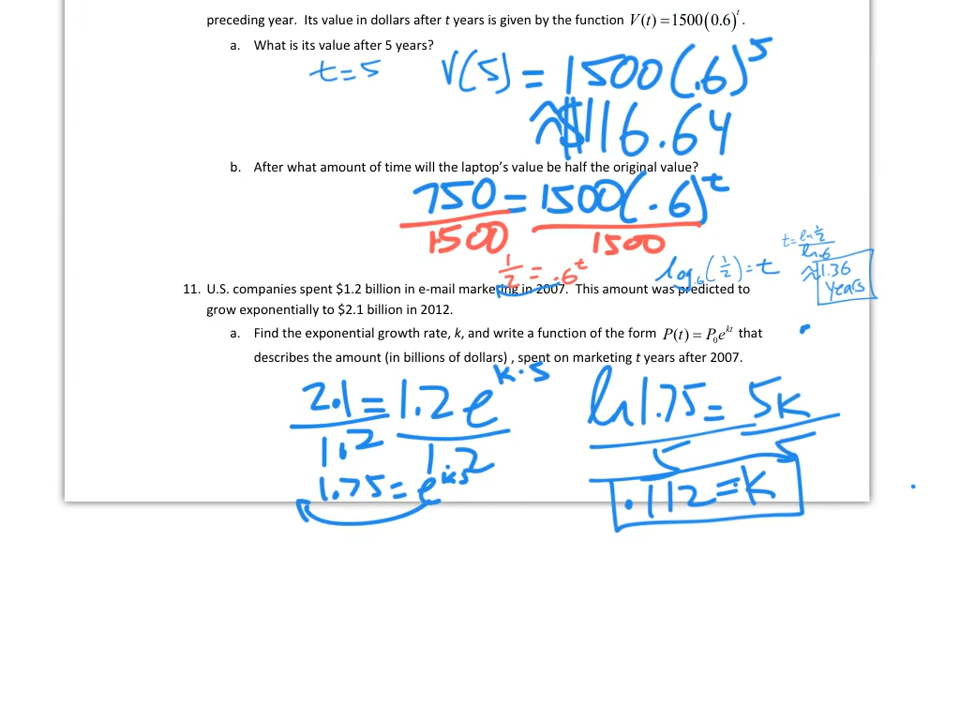 preceding year. Its value in dollars after t years is given by the function V(t) = 1500(0.6)^t.
a. What is its value after 5 years?
t=5 V(5) = 1500(.6)^5
≈$116.64
b. After what amount of time will the laptop's value be half the original value?
750 = 1500(.6)^t
1500 1500
1/2 = .6^t log.6(1/2)=t t= ln 1/2 / ln .6
≈1.36
years
11. U.S. companies spent $1.2 billion in e-mail marketing in 2007. This amount was predicted to
grow exponentially to $2.1 billion in 2012.
a. Find the exponential growth rate, k, and write a function of the form P(t) = P₀e^kt that
describes the amount (in billions of dollars) , spent on marketing t years after 2007.
2.1 = 1.2 e^k·5
1.2 1.2
1.75 = e^k5
ln 1.75 = 5k
5 5
.112 = k